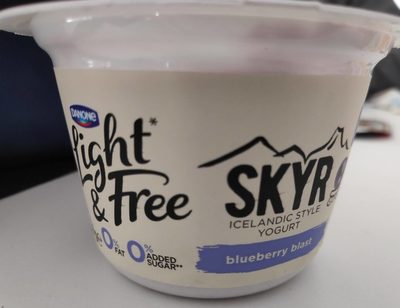 DANONE
Light*
& Free
0% FAT 0% ADDED SUGAR**
SKYR
ICELANDIC STYLE
YOGURT
blueberry blast